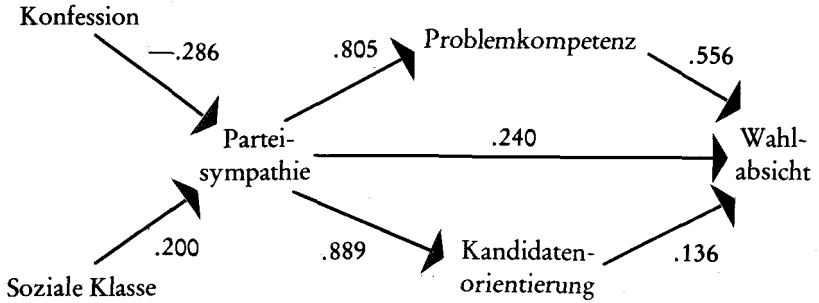 Konfession
—.286
.805
Problemkompetenz
.556
Partei-
sympathie
.240
Wahl-
absicht
.200
.889
Kandidaten-
orientierung
.136
Soziale Klasse